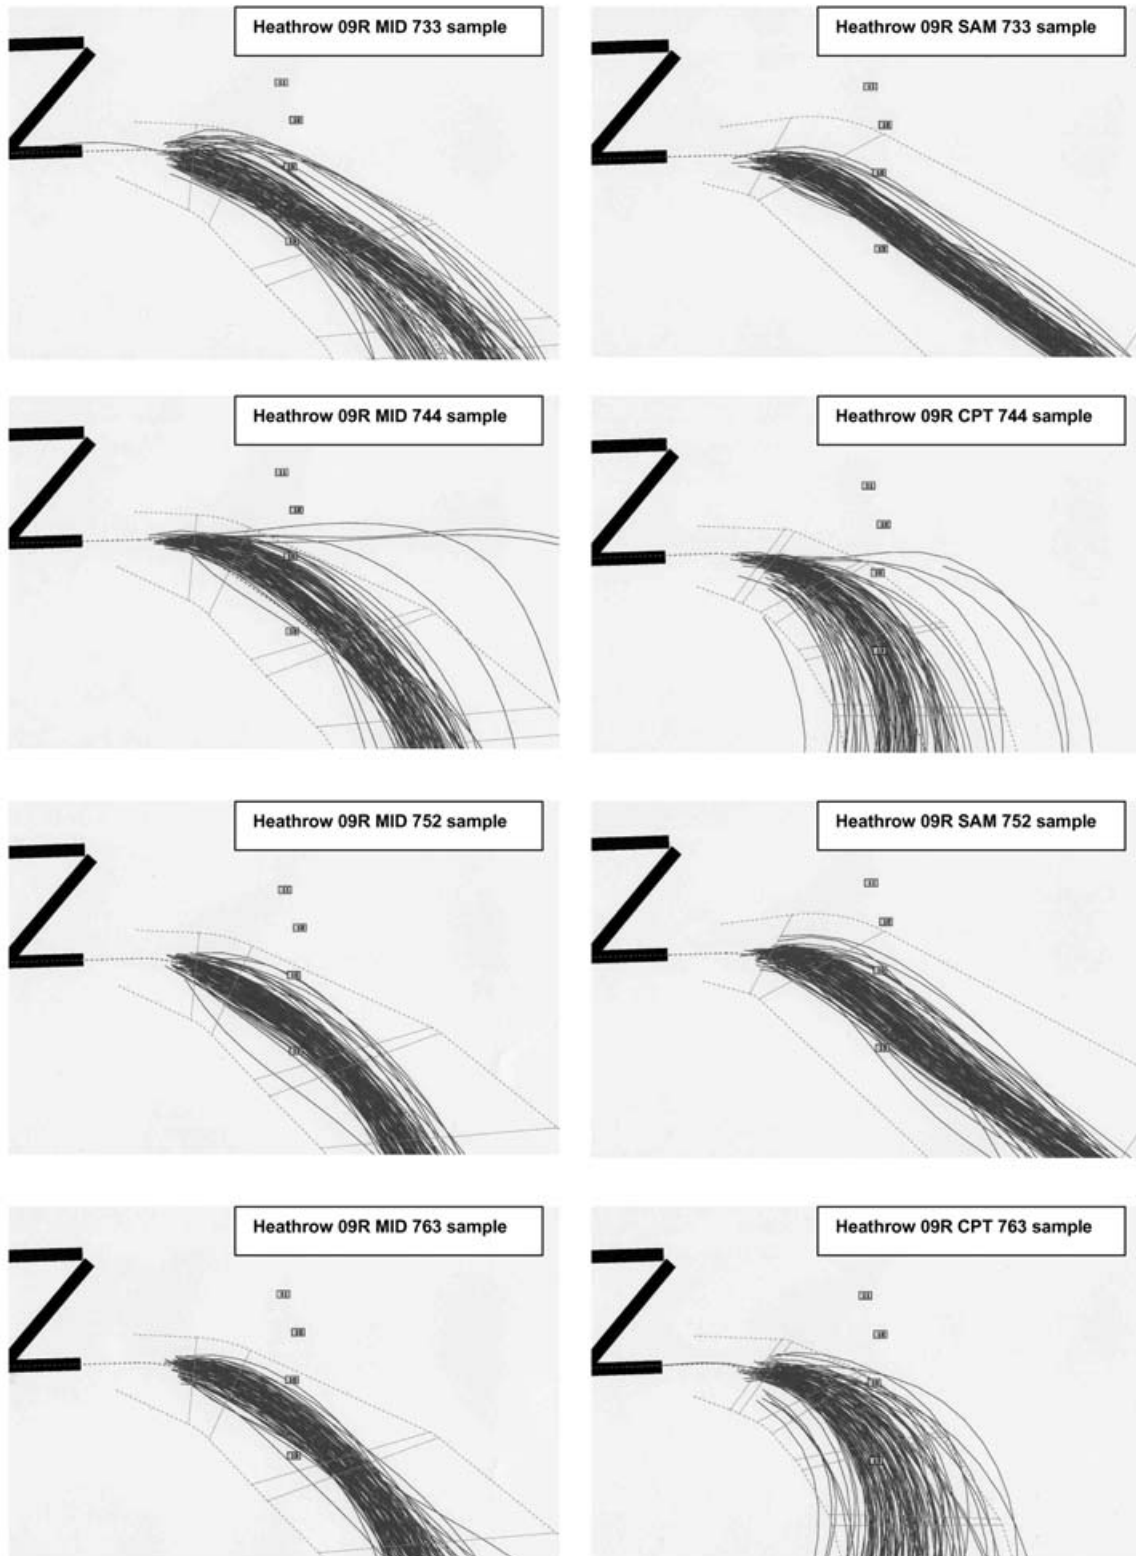 Heathrow 09R MID 733 sample
Heathrow 09R SAM 733 sample
Heathrow 09R MID 744 sample
Heathrow 09R CPT 744 sample
Heathrow 09R MID 752 sample
Heathrow 09R SAM 752 sample
Heathrow 09R MID 763 sample
Heathrow 09R CPT 763 sample